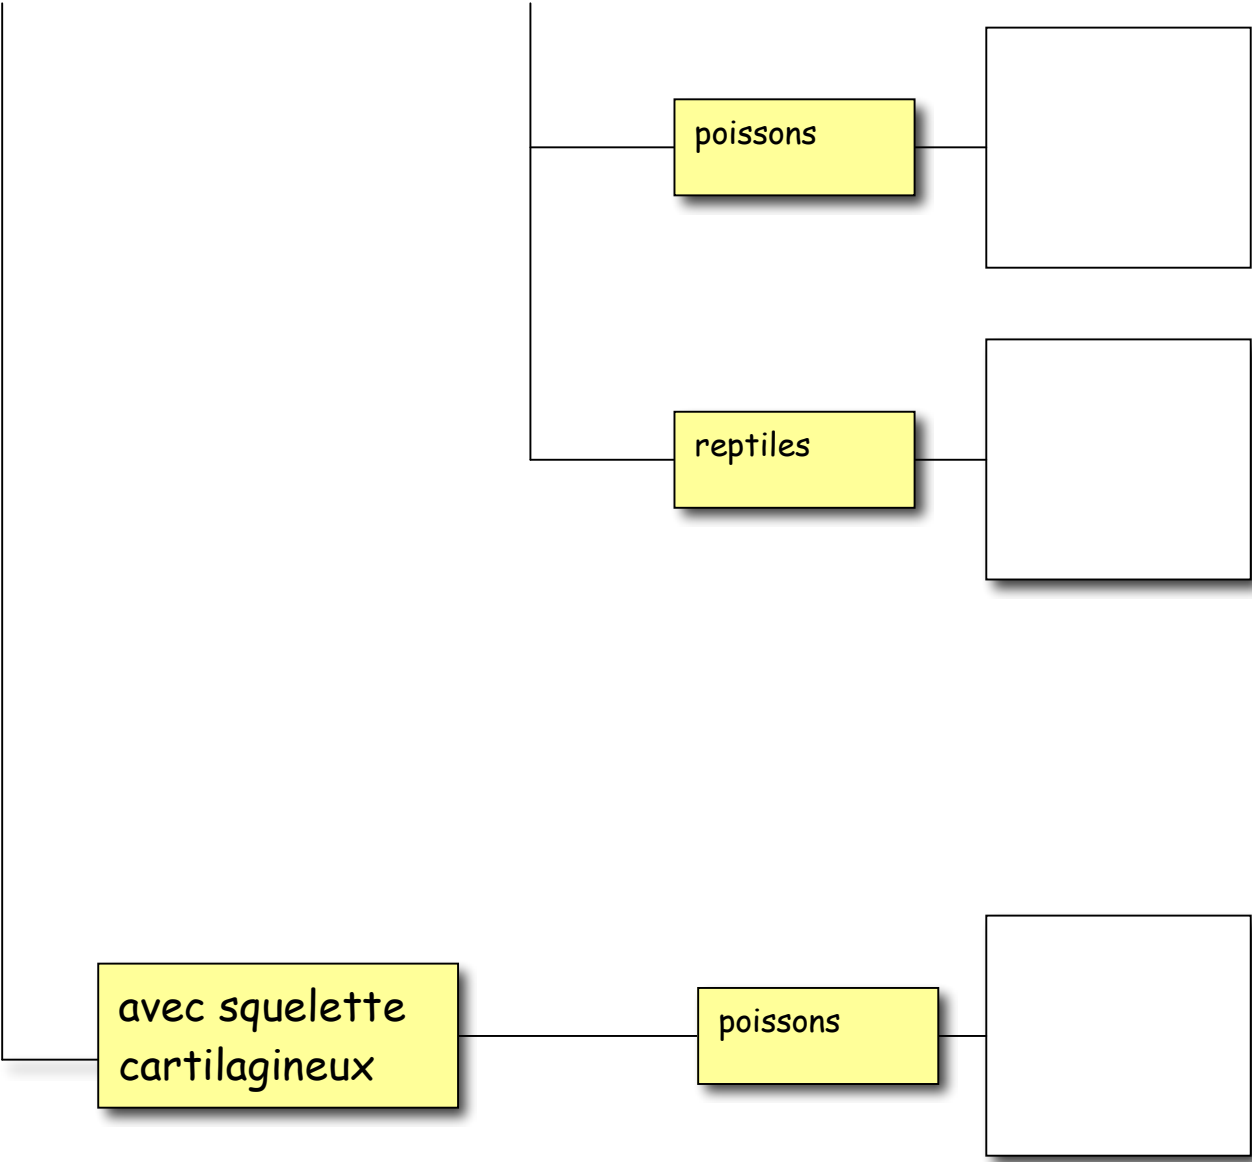 poissons
reptiles
avec squelette
cartilagineux
poissons